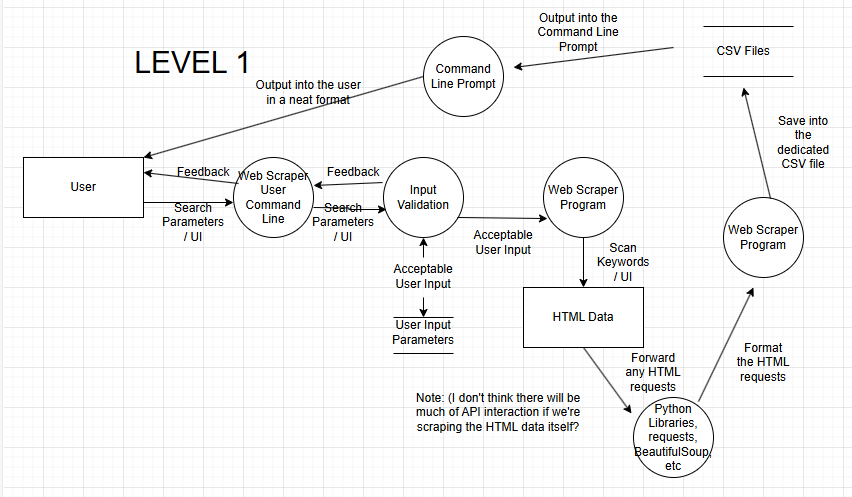 LEVEL 1
Output into the
Command Line
Prompt
CSV Files
Command
Line Prompt
Output into the user
in a neat format
Save into
the
dedicated
CSV file
User
Feedback
Search
Parameters
/ UI
Web Scraper
User
Command
Line
Feedback
Search
Parameters
/ UI
Input
Validation
Acceptable
User Input
Web Scraper
Program
Web Scraper
Program
Acceptable
User Input
User Input
Parameters
Scan
Keywords
/ UI
HTML Data
Forward
any HTML
requests
Format
the HTML
requests
Note: (I don't think there will be
much of API interaction if we're
scraping the HTML data itself?
Python
Libraries,
requests,
BeautifulSoup,
etc